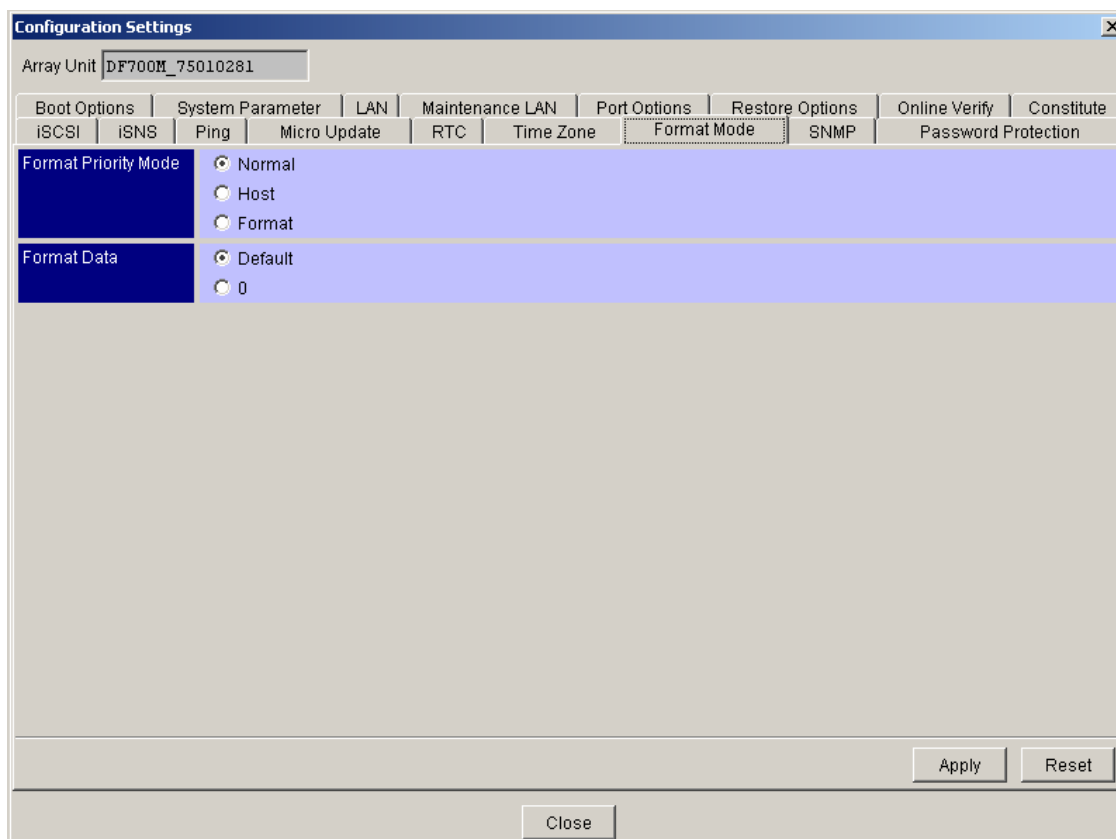 Configuration Settings
Array Unit DF700M_75010281
Boot Options System Parameter LAN Maintenance LAN Port Options Restore Options Online Verify Constitute
iSCSI iSNS Ping Micro Update RTC Time Zone Format Mode SNMP Password Protection
Format Priority Mode Normal
Host
Format
Format Data Default
0
Apply Reset
Close